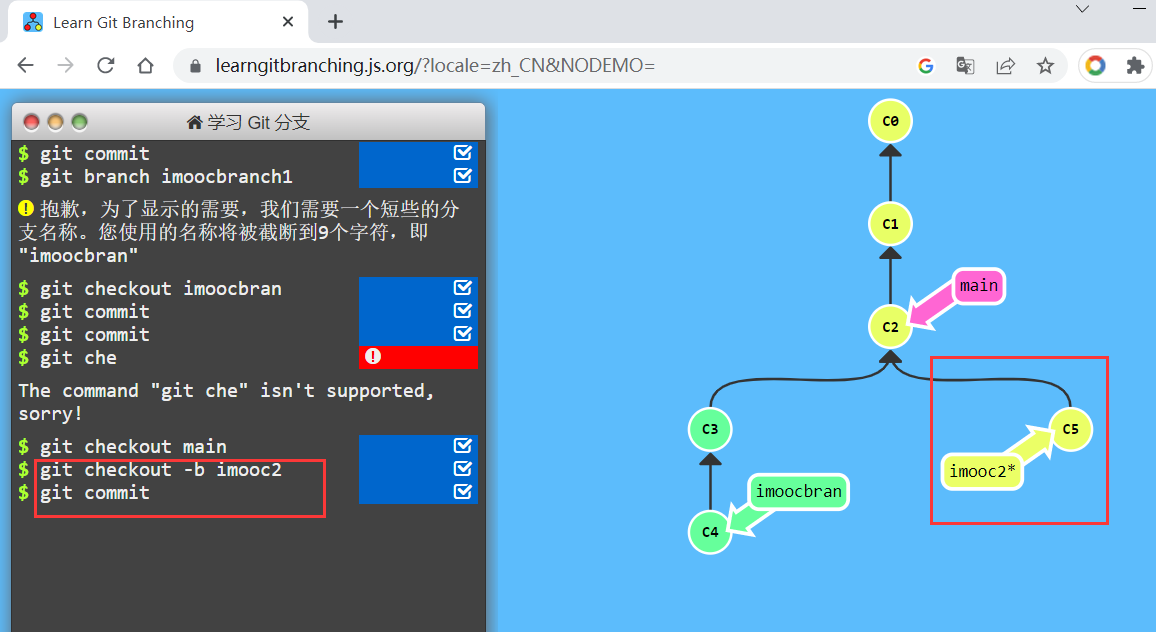 Learn Git Branching
learngitbranching.js.org/?locale=zh_CN&NODEMO=
学习 Git 分支
$ git commit
$ git branch imoocbranch1
抱歉，为了显示的需要，我们需要一个短些的分
支名称。您使用的名称将被截断到9个字符，即
"imoocbran"
$ git checkout imoocbran
$ git commit
$ git commit
$ git che
The command "git che" isn't supported,
sorry!
$ git checkout main
$ git checkout -b imooc2
$ git commit
C0
C1
main
C2
C3
C5
imooc2*
imoocbran
C4